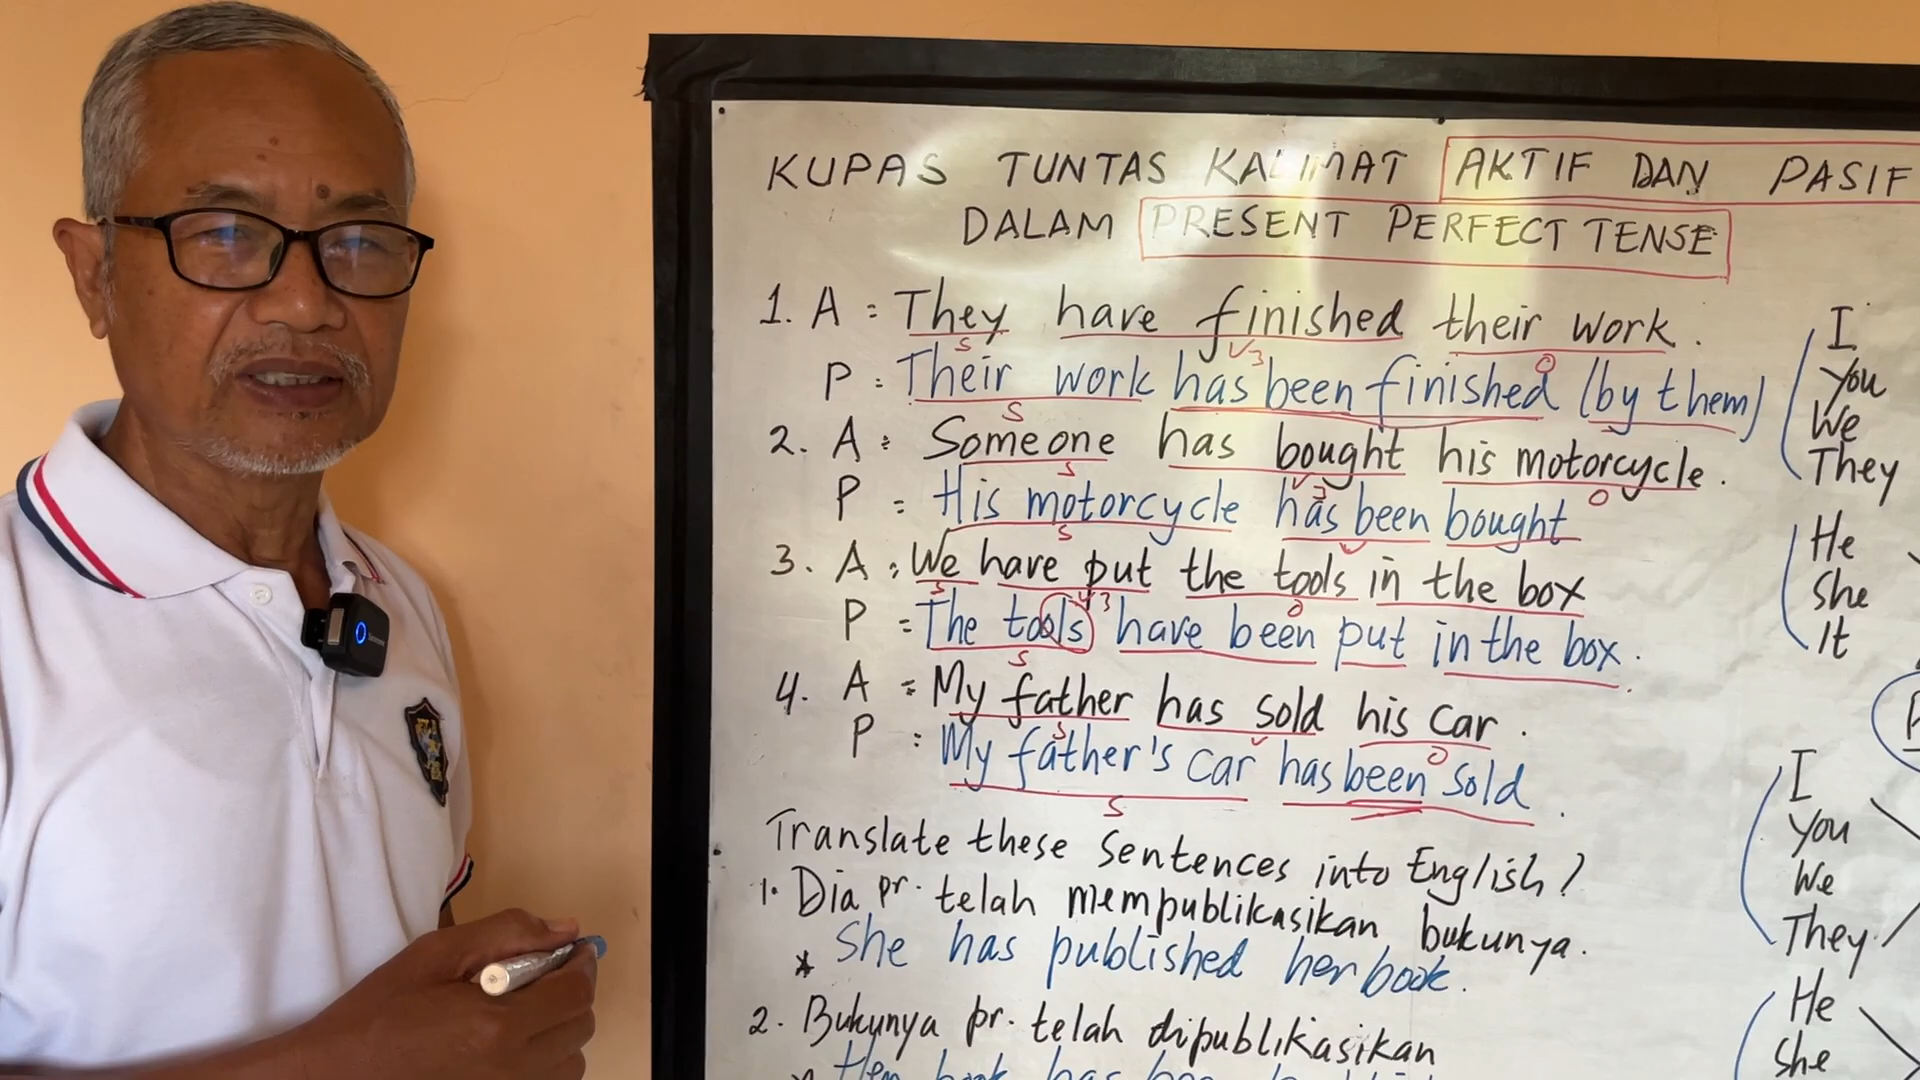 KUPAS TUNTAS KALIMAT AKTIF DAN PASIF
DALAM PRESENT PERFECT TENSE
1. A : They have finished their work.
S V3 O
P : Their work has been finished (by them)
S
2. A : Someone has bought his motorcycle.
S V3 O
P : His motorcycle has been bought
S V
3. A : We have put the tools in the box
S V3 O
P = The tools have been put in the box.
S
4. A = My father has sold his car.
S V O
P : My father's car has been sold.
S
Translate these sentences into English!
1. Dia pr. telah mempublikasikan bukunya.
* She has published her book.
2. Bukunya pr. telah dipublikasikan
book has
I
You
We
They
He
She
It
P
I
You
We
They
He
She